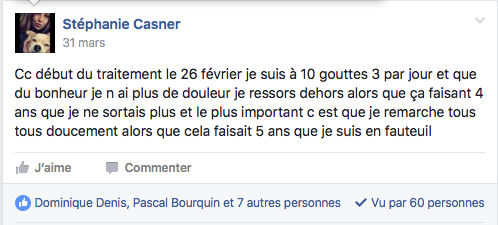 Stéphanie Casner
31 mars
Cc début du traitement le 26 février je suis à 10 gouttes 3 par jour et que
du bonheur je n ai plus de douleur je ressors dehors alors que ça faisant 4
ans que je ne sortais plus et le plus important c est que je remarche tous
tous doucement alors que cela faisait 5 ans que je suis en fauteuil
J'aime Commenter
Dominique Denis, Pascal Bourquin et 7 autres personnes Vu par 60 personnes